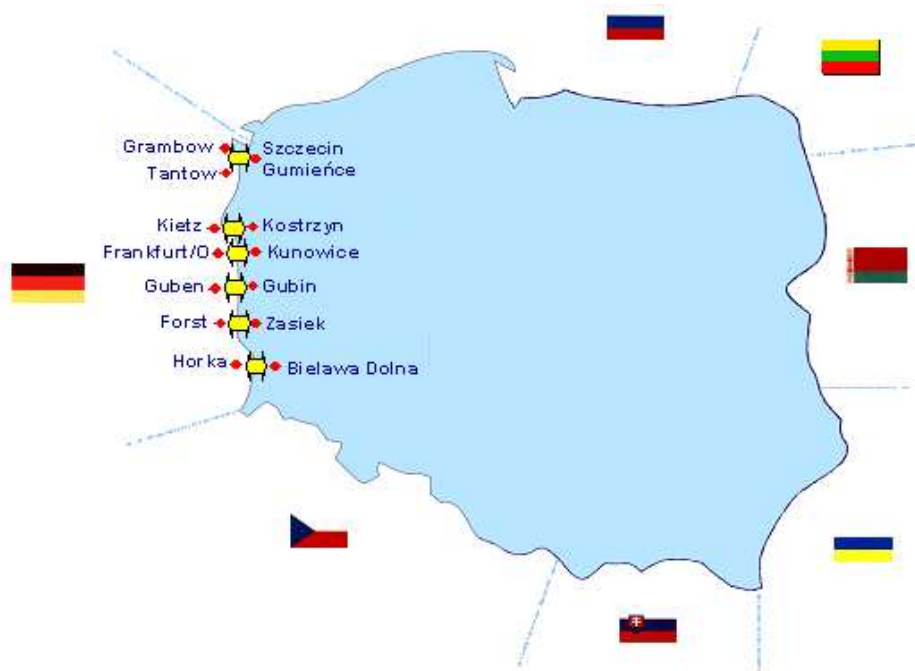 Grambow
Szczecin
Tantow
Gumieńce
Kietz
Kostrzyn
Frankfurt/O
Kunowice
Guben
Gubin
Forst
Zasiek
Horka
Bielawa Dolna